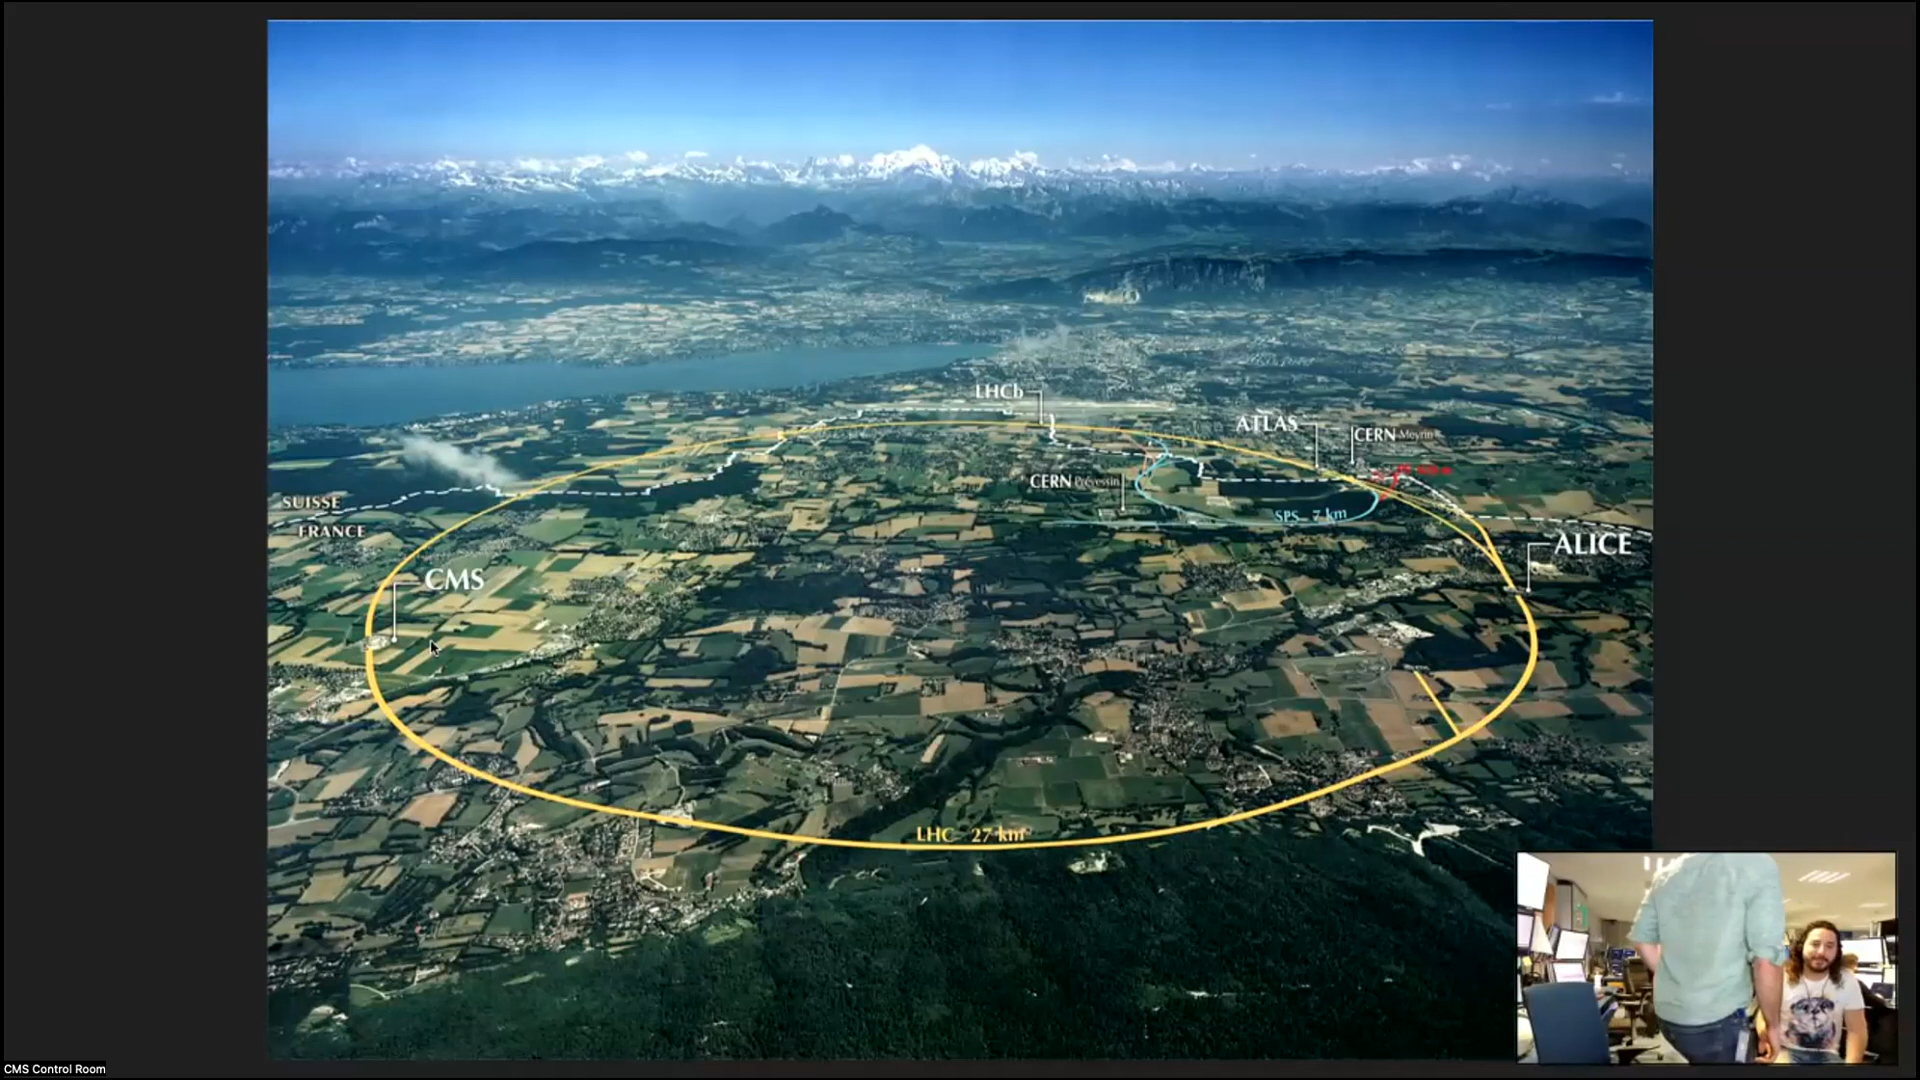 LHCb
ATLAS
CERN Meyrin
CERN Prévessin
SUISSE
FRANCE
SPS 7 km
ALICE
CMS
LHC 27 km
CMS Control Room